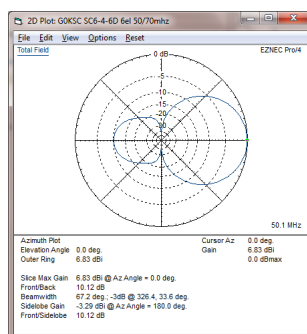 2D Plot: G0KSC SC6-4-6D 6el 50/70mhz
File Edit View Options Reset
Total Field
EZNEC Pro/4
0 dB
-5
-10
-15
-20
-30
50.1 MHz
Azimuth Plot
Elevation Angle 0.0 deg.
Outer Ring 6.83 dBi
Cursor Az 0.0 deg.
Gain 6.83 dBi
0.0 dBmax
Slice Max Gain 6.83 dBi @ Az Angle = 0.0 deg.
Front/Back 10.12 dB
Beamwidth 67.2 deg.; -3dB @ 326.4, 33.6 deg.
Sidelobe Gain -3.29 dBi @ Az Angle = 180.0 deg.
Front/Sidelobe 10.12 dB